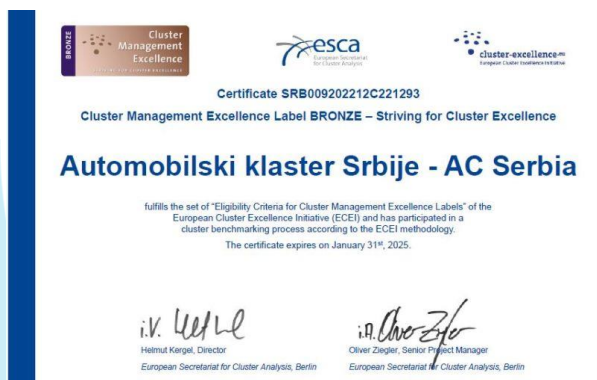 BRONZE
Cluster
Management
Excellence
esca
European Secretariat
for Cluster Analysis
cluster-excellence.eu
European Cluster Excellence Initiative
Certificate SRB009202212C221293
Cluster Management Excellence Label BRONZE – Striving for Cluster Excellence
Automobilski klaster Srbije - AC Serbia
fulfills the set of “Eligibility Criteria for Cluster Management Excellence Labels” of the
European Cluster Excellence Initiative (ECEI) and has participated in a
cluster benchmarking process according to the ECEI methodology.
The certificate expires on January 31st, 2025.
Helmut Kergel, Director
European Secretariat for Cluster Analysis, Berlin
Oliver Ziegler, Senior Project Manager
European Secretariat for Cluster Analysis, Berlin